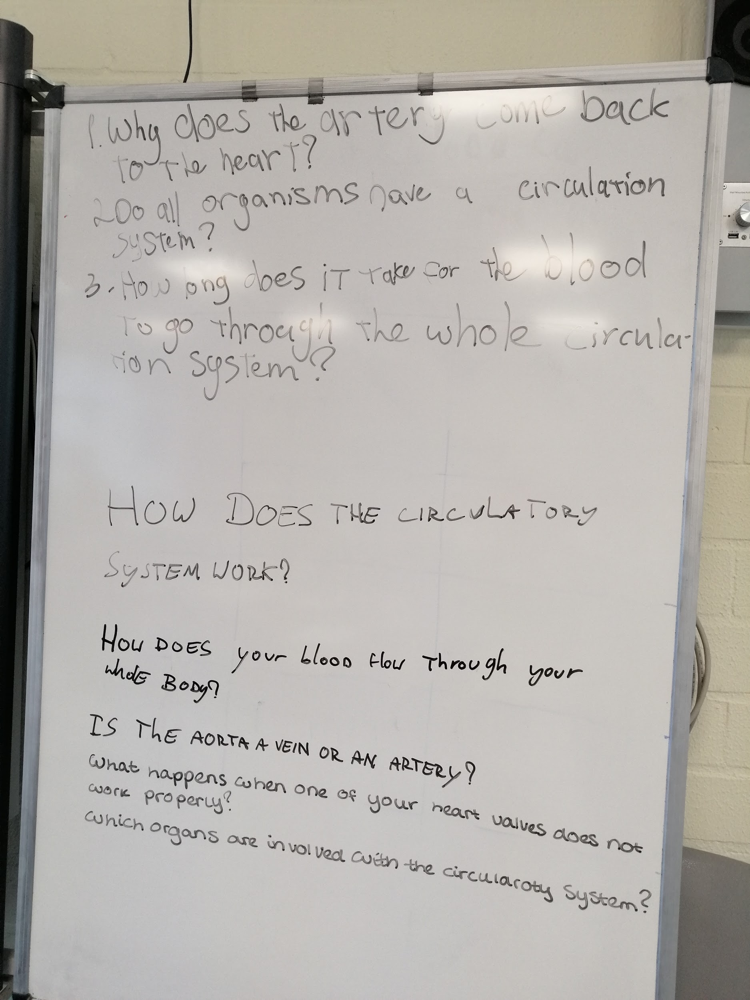 1. Why does the artery come back
to the heart?
2 Do all organisms have a circulation
system?
3. How long does it take for the blood
to go through the whole circula-
tion system?
HOW DOES THE CIRCULATORY
SYSTEM WORK?
HOW DOES your blooD flow Through your
wholE BODy?
IS ThE AORTA A VEIN OR AN ARTERY?
What happens when one of your heart valves does not
work properly?
Which organs are involved with the circularoty System?